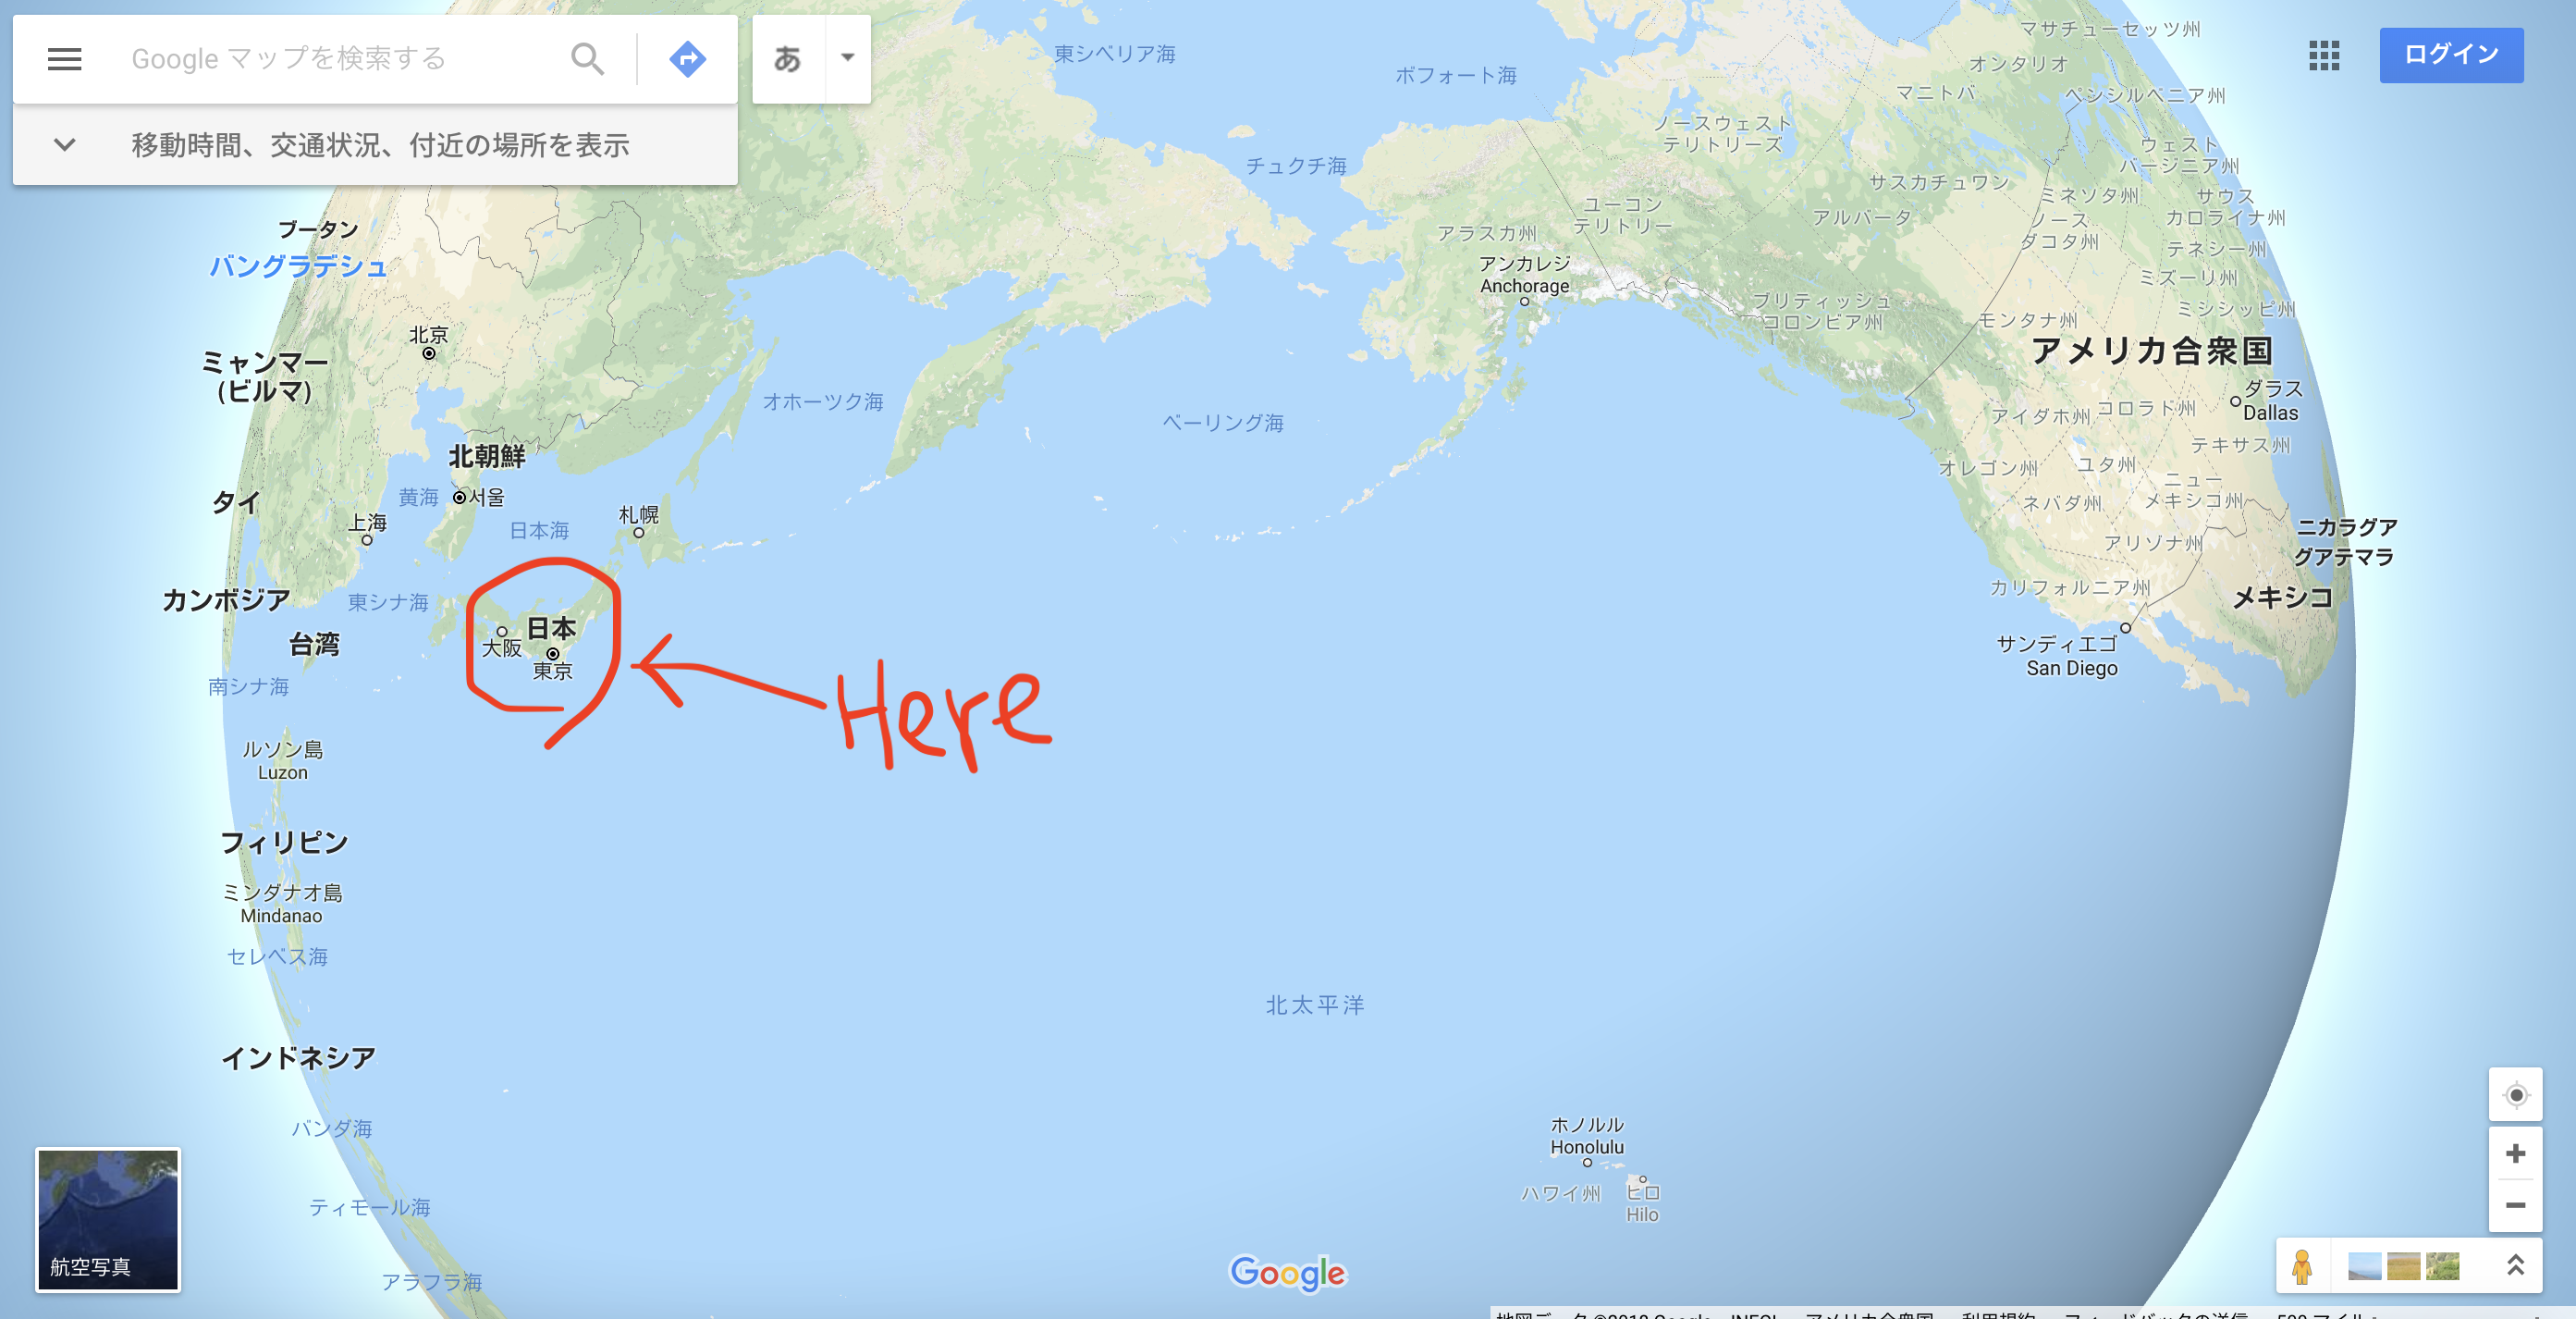 Google マップを検索する
あ
ログイン
移動時間、交通状況、付近の場所を表示
東シベリア海
ボフォート海
チュクチ海
マサチューセッツ州
オンタリオ
マニトバ
ペンシルベニア州
ノースウェスト
テリトリーズ
ウェスト
バージニア州
サスカチュワン
ミネソタ州
サウス
カロライナ州
ユーコン
テリトリー
アルバータ
ノース
ダコタ州
アラスカ州
テネシー州
アンカレジ
Anchorage
ミズーリ州
ブリティッシュ
コロンビア州
ミシシッピ州
モンタナ州
アメリカ合衆国
ダラス
Dallas
アイダホ州
コロラド州
テキサス州
オレゴン州
ユタ州
ニュー
メキシコ州
ネバダ州
アリゾナ州
ニカラグア
グアテマラ
カリフォルニア州
メキシコ
サンディエゴ
San Diego
ブータン
バングラデシュ
北京
ミャンマー
(ビルマ)
オホーツク海
ベーリング海
北朝鮮
タイ
黄海
서울
上海
日本海
札幌
カンボジア
東シナ海
台湾
日本
大阪
東京
南シナ海
Here
ルソン島
Luzon
フィリピン
ミンダナオ島
Mindanao
セレベス海
北太平洋
インドネシア
バンダ海
ホノルル
Honolulu
ハワイ州
ヒロ
Hilo
ティモール海
航空写真
アラフラ海
Google
地図データ ©2018 Google、INEGI アメリカ合衆国 利用規約 フィードバックの送信 500 マイル